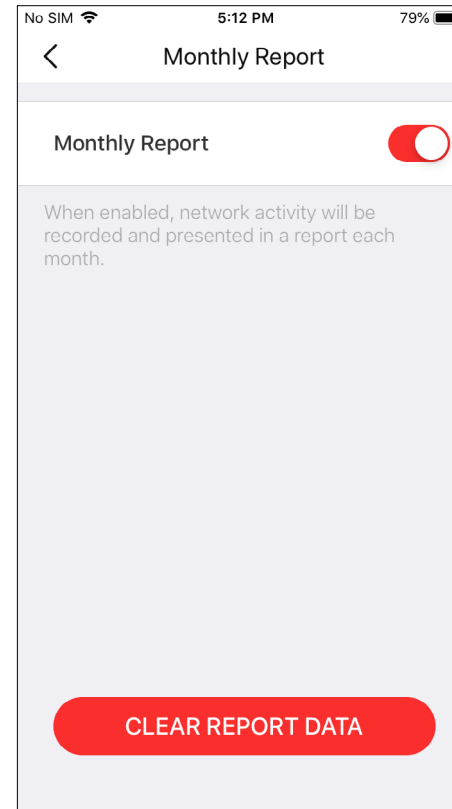 No SIM 5:12 PM 79%
Monthly Report
Monthly Report
When enabled, network activity will be
recorded and presented in a report each
month.
CLEAR REPORT DATA